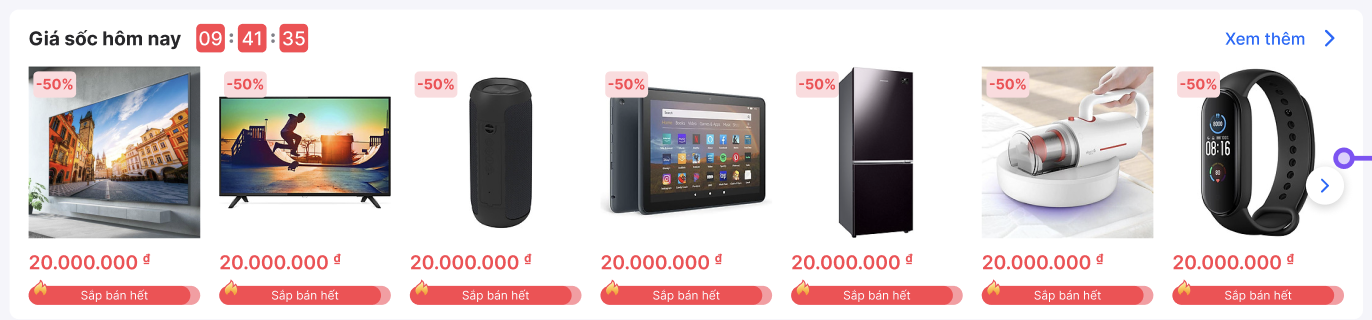 Giá sốc hôm nay 09 : 41 : 35 Xem thêm
-50% -50% -50% -50% -50% -50% -50%
08:16
20.000.000 ₫ 20.000.000 ₫ 20.000.000 ₫ 20.000.000 ₫ 20.000.000 ₫ 20.000.000 ₫ 20.000.000 ₫
Sắp bán hết Sắp bán hết Sắp bán hết Sắp bán hết Sắp bán hết Sắp bán hết Sắp bán hết